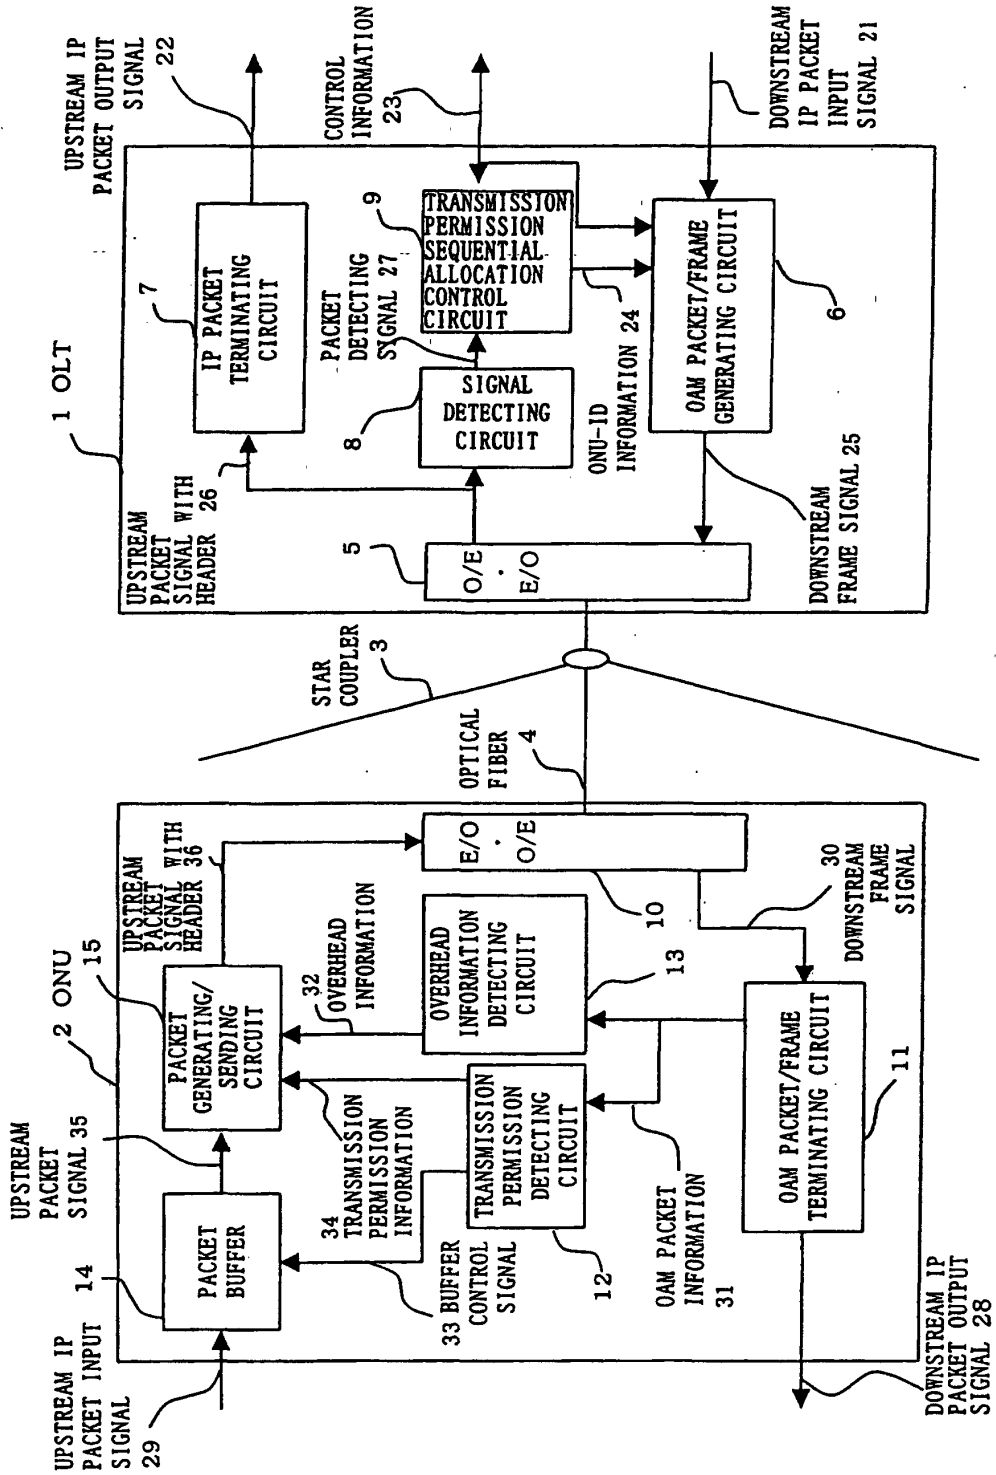 UPSTREAM IP
PACKET INPUT
SIGNAL
29
14
PACKET
BUFFER
UPSTREAM
PACKET
SIGNAL 35
2 ONU
15
PACKET
GENERATING/
SENDING
CIRCUIT
UPSTREAM
PACKET
SIGNAL WITH
HEADER 36
34
TRANSMISSION
PERMISSION
INFORMATION
32
OVERHEAD
INFORMATION
33 BUFFER
CONTROL
SIGNAL
TRANSMISSION
PERMISSION
DETECTING
CIRCUIT
12
OVERHEAD
INFORMATION
DETECTING
CIRCUIT
13
E/O
·
O/E
10
OAM PACKET
INFORMATION
31
OAM PACKET/FRAME
TERMINATING CIRCUIT
11
30
DOWNSTREAM
FRAME
SIGNAL
DOWNSTREAM IP
PACKET OUTPUT
SIGNAL 28
OPTICAL
FIBER
4
STAR
COUPLER
3
1 OLT
UPSTREAM
PACKET
SIGNAL WITH
HEADER 26
7
IP PACKET
TERMINATING
CIRCUIT
UPSTREAM IP
PACKET OUTPUT
SIGNAL
22
5
O/E
·
E/O
8
SIGNAL
DETECTING
CIRCUIT
PACKET
DETECTING
SIGNAL 27
9
TRANSMISSION
PERMISSION
SEQUENTIAL
ALLOCATION
CONTROL
CIRCUIT
CONTROL
INFORMATION
23
ONU-ID
INFORMATION 24
OAM PACKET/FRAME
GENERATING CIRCUIT
6
DOWNSTREAM
FRAME SIGNAL 25
DOWNSTREAM
IP PACKET
INPUT
SIGNAL 21